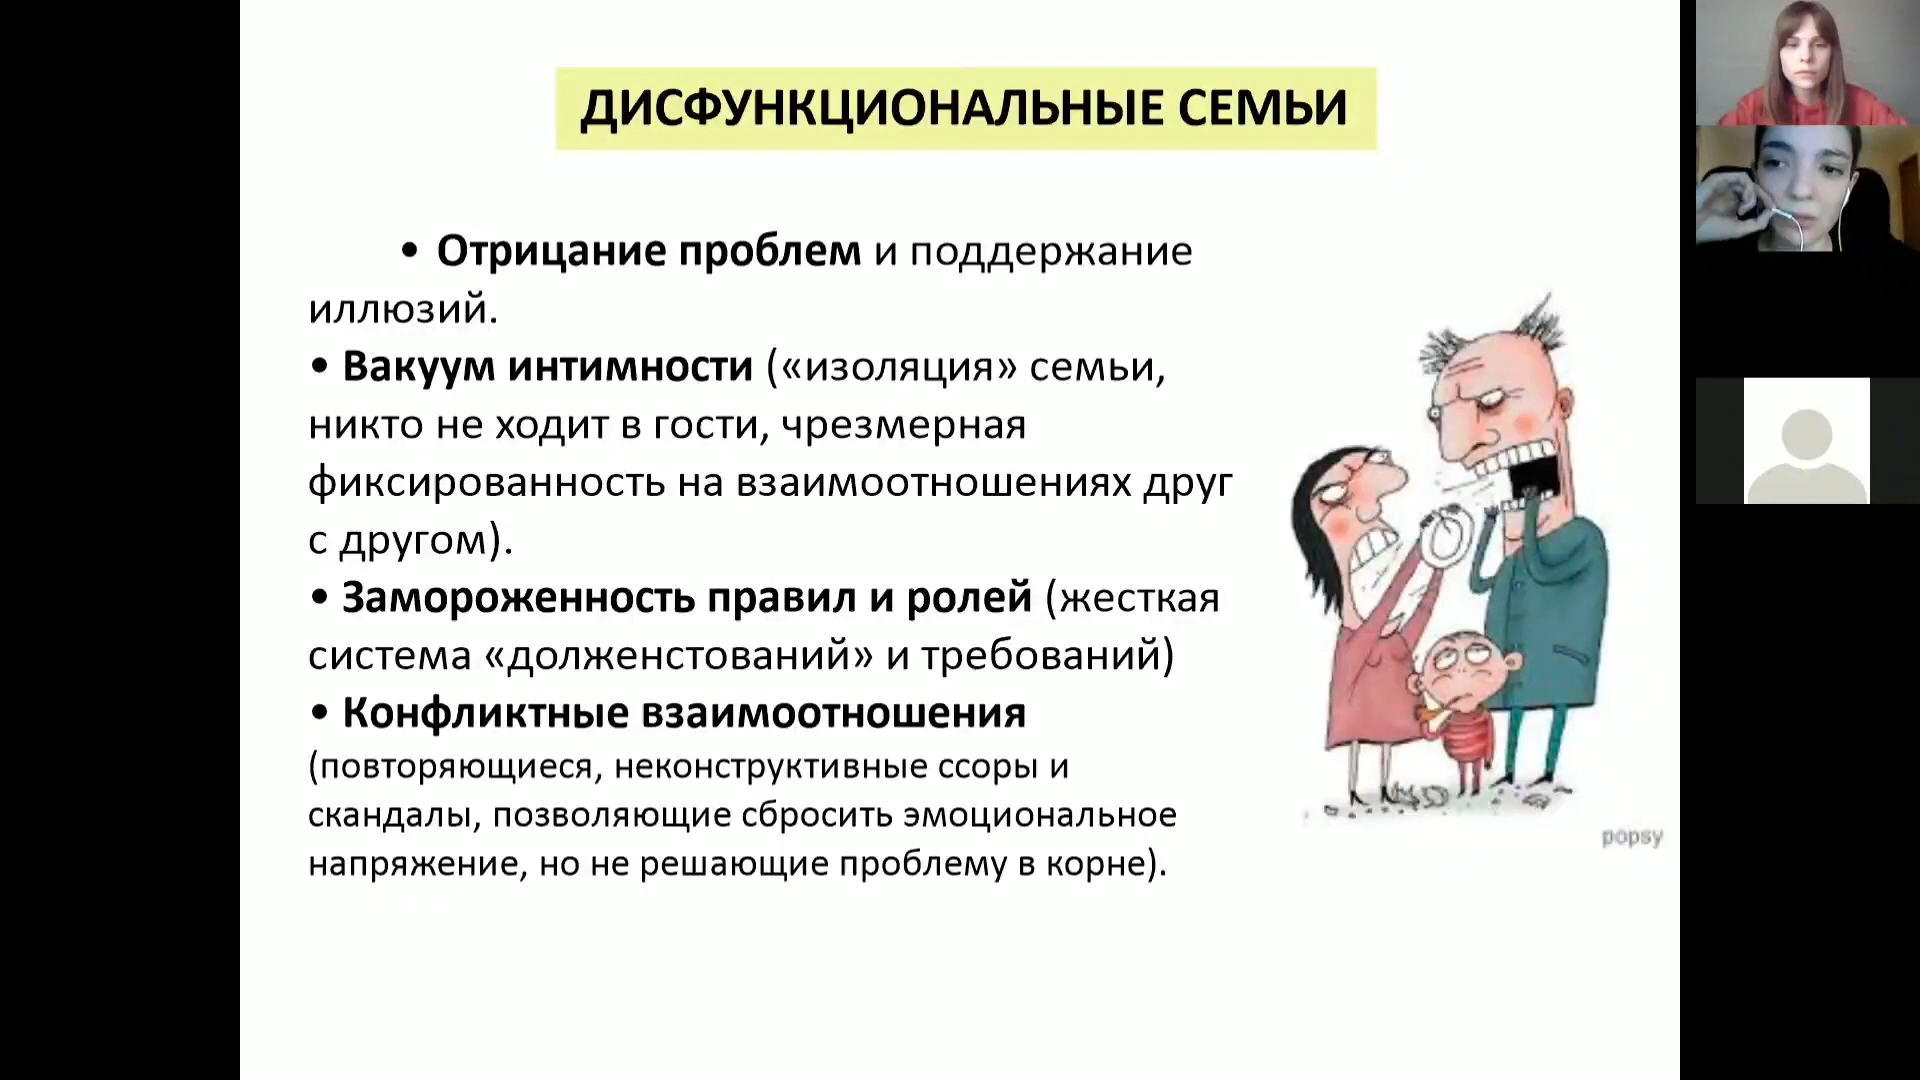 ДИСФУНКЦИОНАЛЬНЫЕ СЕМЬИ
• Отрицание проблем и поддержание
иллюзий.
• Вакуум интимности («изоляция» семьи,
никто не ходит в гости, чрезмерная
фиксированность на взаимоотношениях друг
с другом).
• Замороженность правил и ролей (жесткая
система «долженстований» и требований)
• Конфликтные взаимоотношения
(повторяющиеся, неконструктивные ссоры и
скандалы, позволяющие сбросить эмоциональное
напряжение, но не решающие проблему в корне).
popsy